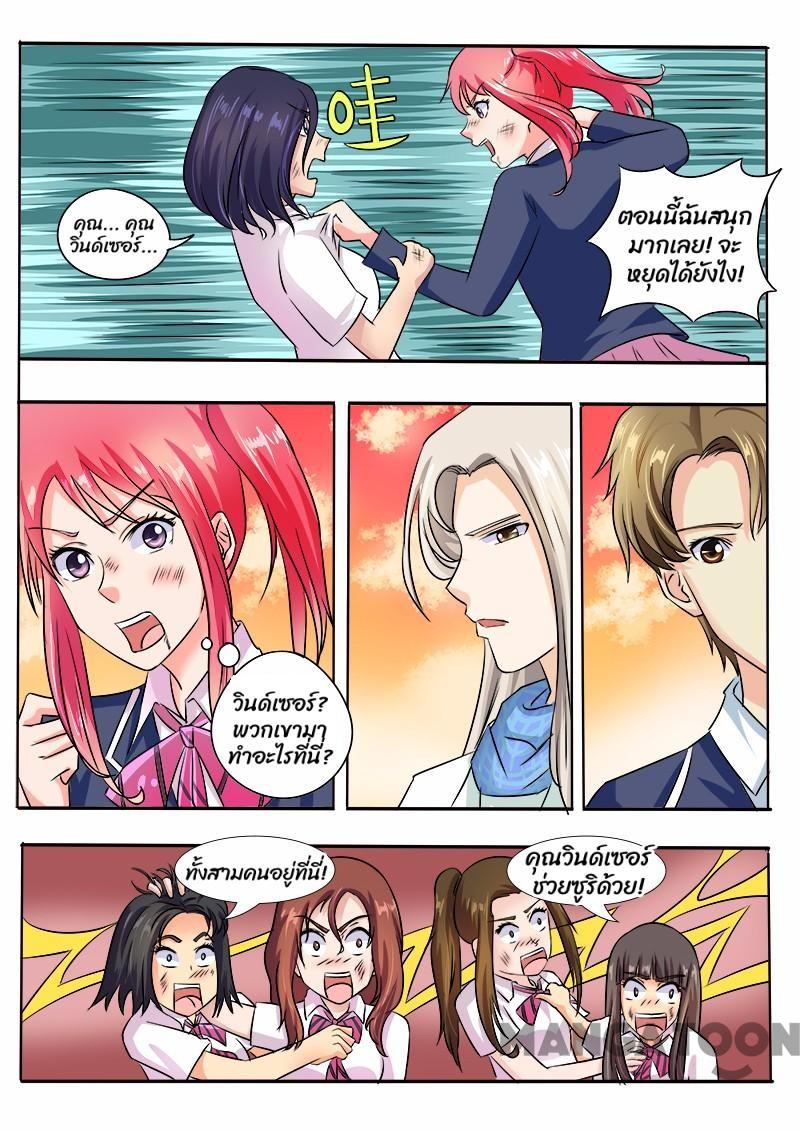 哇
คุณ... คุณ
วินด์เซอร์...
ตอนนี้ฉันสนุก
มากเลย! จะ
หยุดได้ยังไง!
วินด์เซอร์?
พวกเขามา
ทำอะไรที่นี่?
ทั้งสามคนอยู่ที่นี่!
คุณวินด์เซอร์
ช่วยซูริด้วย!
MANGATOON